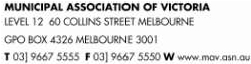 MUNICIPAL ASSOCIATION OF VICTORIA
LEVEL 12 60 COLLINS STREET MELBOURNE
GPO BOX 4326 MELBOURNE 3001
T 03] 9667 5555 F 03] 9667 5550 W www.mav.asn.au